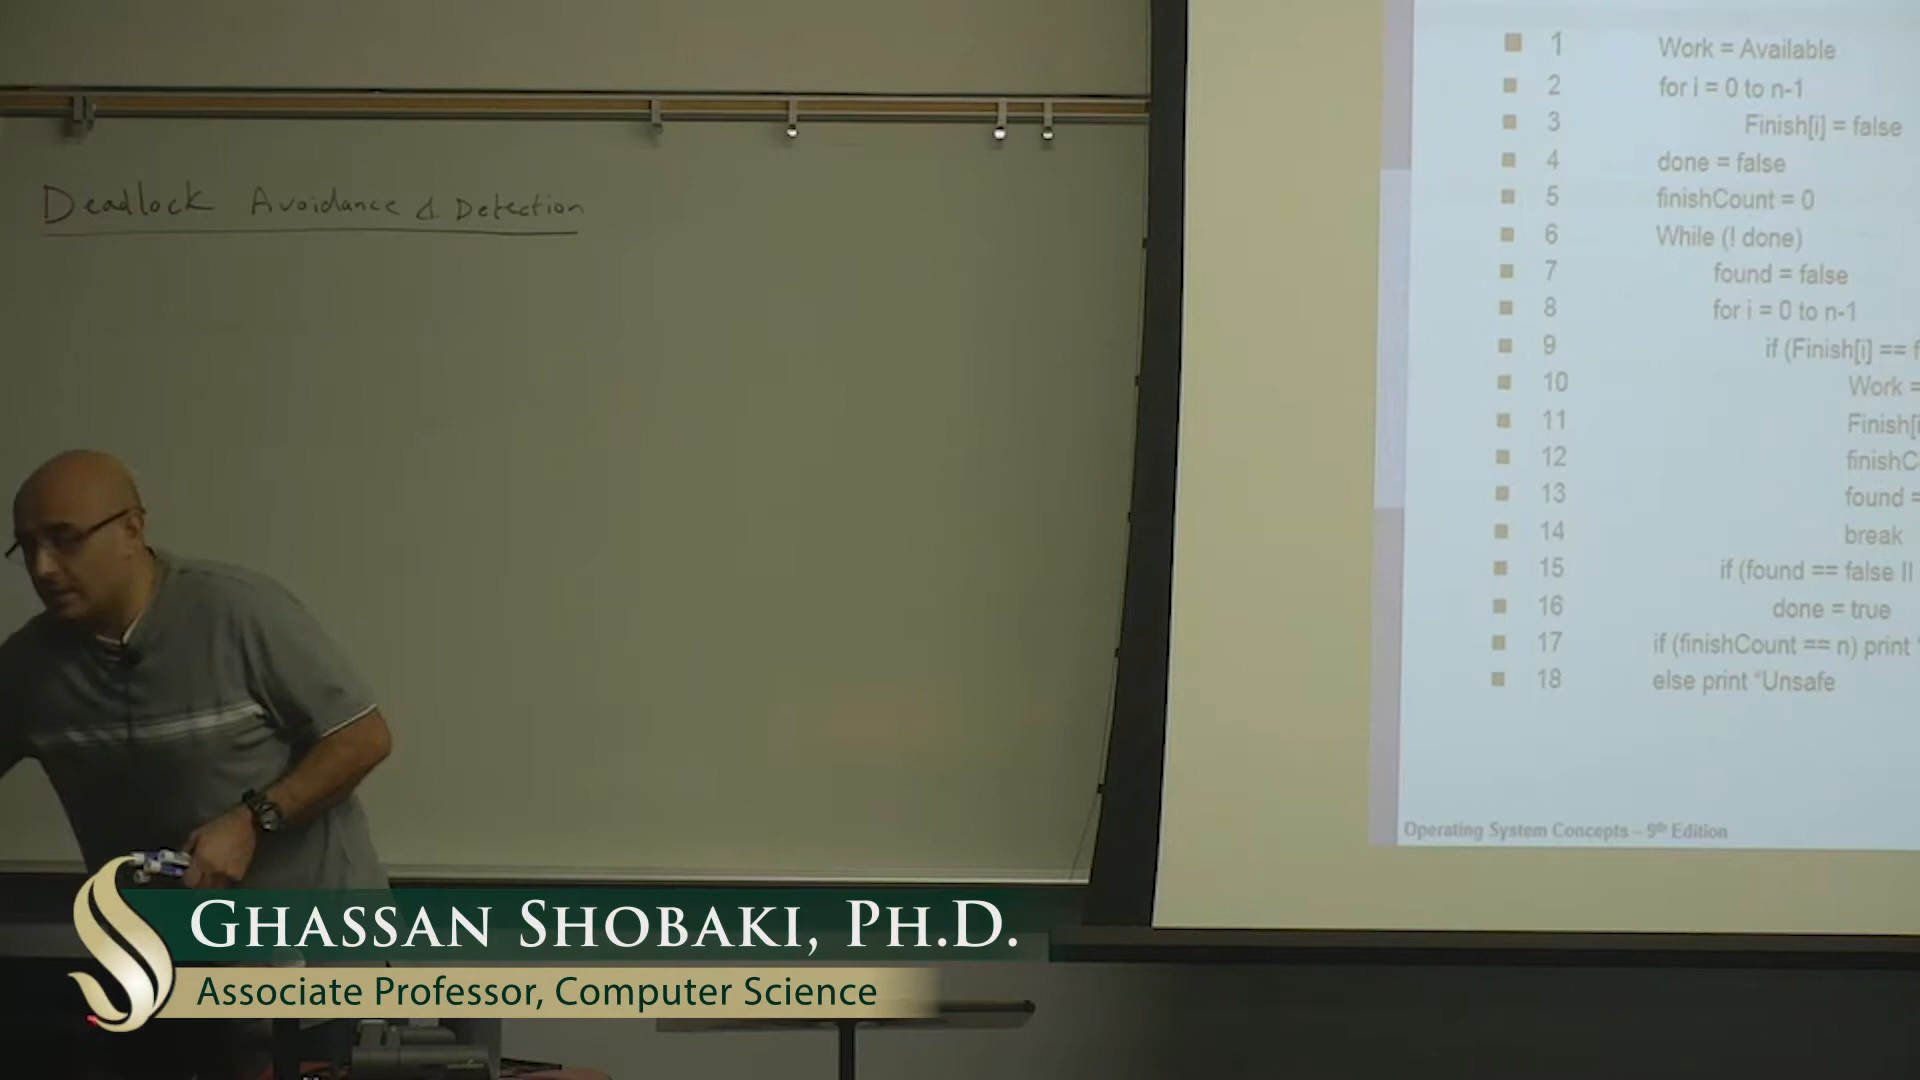 Deadlock Avoidance & Detection
1 Work = Available
2 for i = 0 to n-1
3 Finish[i] = false
4 done = false
5 finishCount = 0
6 While (! done)
7 found = false
8 for i = 0 to n-1
9 if (Finish[i] == f
10 Work =
11 Finish[i
12 finishC
13 found =
14 break
15 if (found == false ||
16 done = true
17 if (finishCount == n) print "
18 else print "Unsafe
Operating System Concepts – 9th Edition
GHASSAN SHOBAKI, PH.D.
Associate Professor, Computer Science